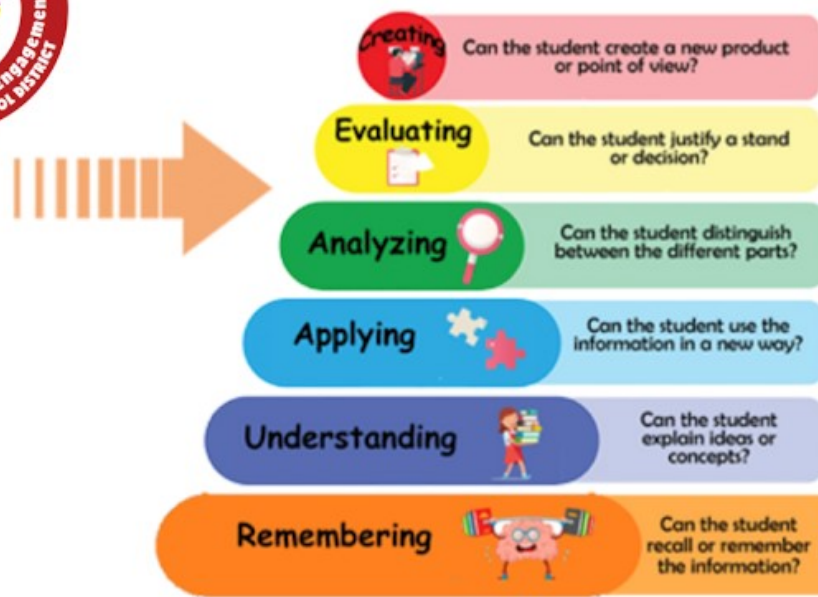 Engagement
OL DISTRICT
Creating
Can the student create a new product
or point of view?
Evaluating
Can the student justify a stand
or decision?
Analyzing
Can the student distinguish
between the different parts?
Applying
Can the student use the
information in a new way?
Understanding
Can the student
explain ideas or
concepts?
Remembering
Can the student
recall or remember
the information?